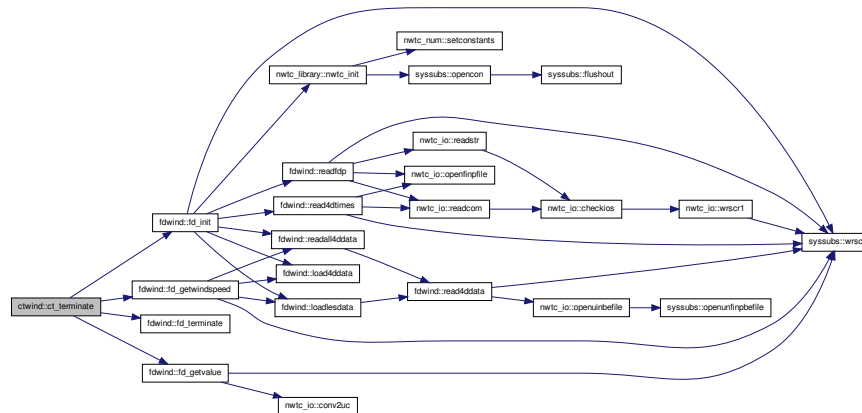 nwtc_num::setconstants
nwtc_library::nwtc_init
syssubs::opencon
syssubs::flushout
nwtc_io::readstr
fdwind::readfdp
nwtc_io::openfinpfile
fdwind::read4dtimes
nwtc_io::readcom
nwtc_io::checkios
nwtc_io::wrscr1
fdwind::fd_init
fdwind::readall4ddata
syssubs::wrscr
fdwind::load4ddata
fdwind::fd_getwindspeed
fdwind::read4ddata
ctwind::ct_terminate
fdwind::loadlesdata
nwtc_io::openuinbefile
syssubs::openunfinpbefile
fdwind::fd_terminate
fdwind::fd_getvalue
nwtc_io::conv2uc